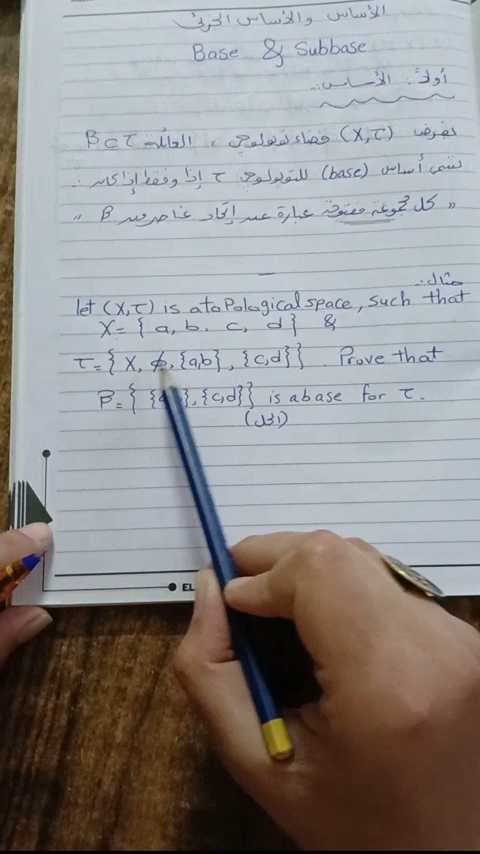 الأساس والأساس الجزئي
Base & Subbase
أولاً: الأساس:
نفرض (X,τ) فضاء تبولوجي، العائلة β⊆τ
تسمى أساس (base) للتبولوجي τ إذا وفقط إذا كان:
"كل مجموعة مفتوحة عبارة عن إتحاد عناصر من β"
مثال:
let (X,τ) is a toPological space, such that
X= { a, b, c, d } &
τ={ X, φ, {a,b} , {c,d}} . Prove that
β={ { }, {c,d}} is a base for τ.
(الحل)
EL